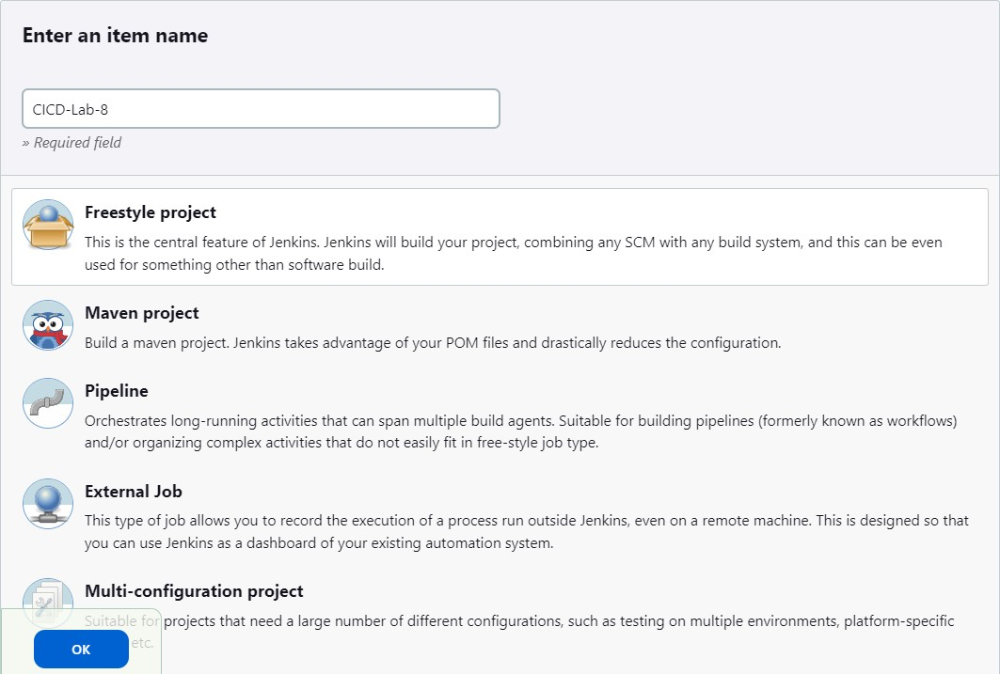 Enter an item name
CICD-Lab-8
» Required field
Freestyle project
This is the central feature of Jenkins. Jenkins will build your project, combining any SCM with any build system, and this can be even
used for something other than software build.
Maven project
Build a maven project. Jenkins takes advantage of your POM files and drastically reduces the configuration.
Pipeline
Orchestrates long-running activities that can span multiple build agents. Suitable for building pipelines (formerly known as workflows)
and/or organizing complex activities that do not easily fit in free-style job type.
External Job
This type of job allows you to record the execution of a process run outside Jenkins, even on a remote machine. This is designed so that
you can use Jenkins as a dashboard of your existing automation system.
Multi-configuration project
Suitable for projects that need a large number of different configurations, such as testing on multiple environments, platform-specific
etc.
OK